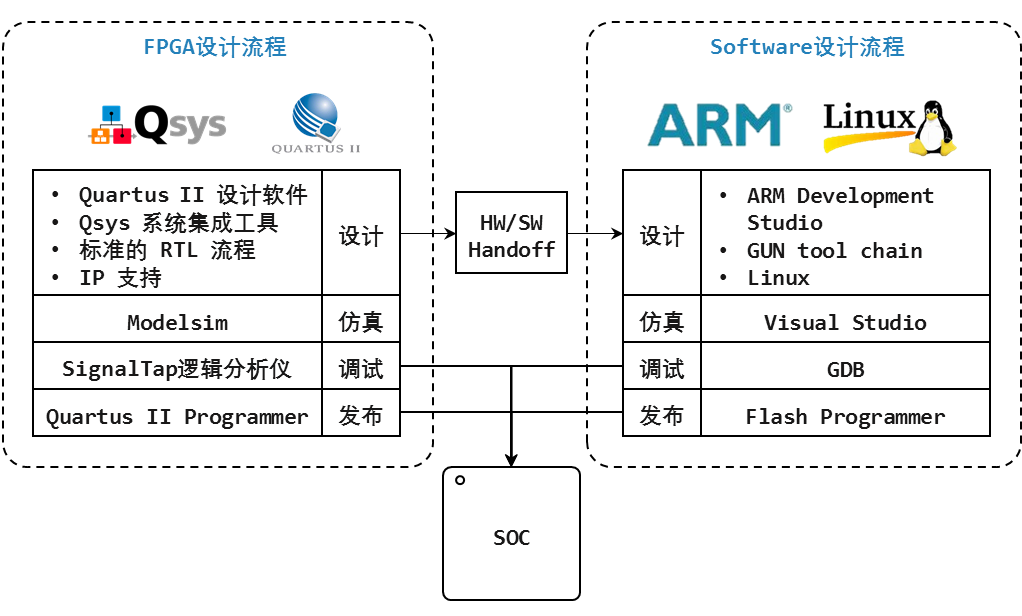 FPGA设计流程
Qsys
QUARTUS II
• Quartus II 设计软件
• Qsys 系统集成工具
• 标准的 RTL 流程
• IP 支持
设计
Modelsim
仿真
SignalTap逻辑分析仪
调试
Quartus II Programmer
发布
HW/SW
Handoff
Software设计流程
ARM®
Linux
设计
• ARM Development
Studio
• GUN tool chain
• Linux
仿真
Visual Studio
调试
GDB
发布
Flash Programmer
SOC